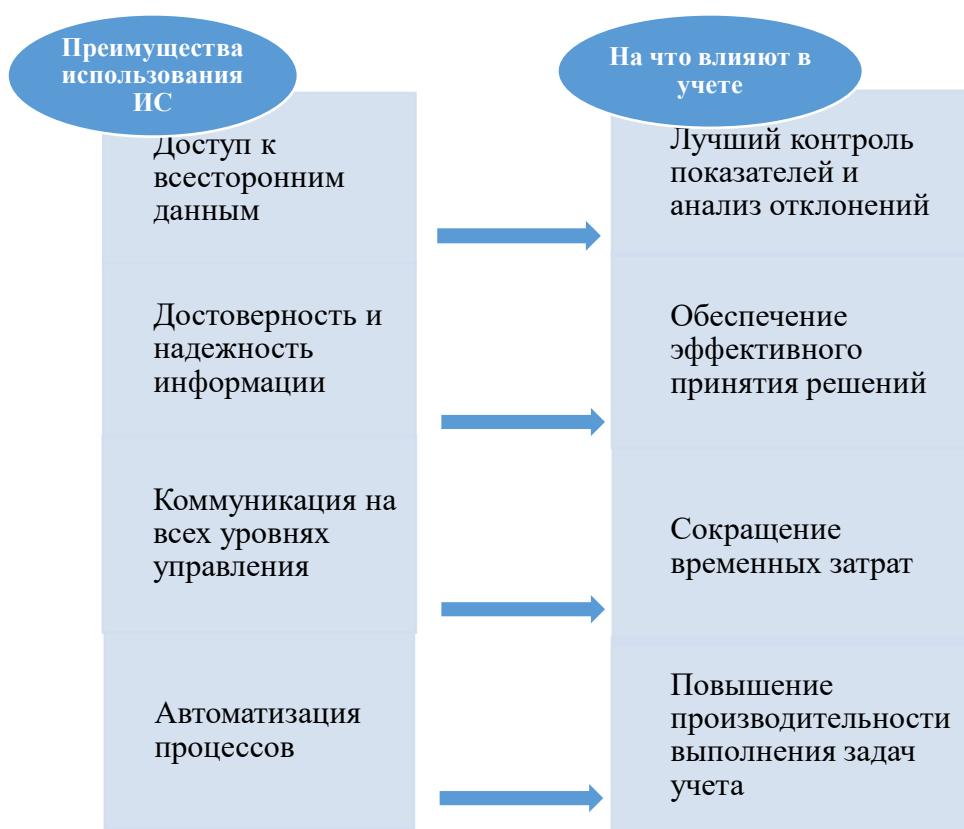 Преимущества
использования
ИС
На что влияют в
учете
Доступ к
всесторонним
данным
Лучший контроль
показателей и
анализ отклонений
Достоверность и
надежность
информации
Обеспечение
эффективного
принятия решений
Коммуникация на
всех уровнях
управления
Сокращение
временных затрат
Автоматизация
процессов
Повышение
производительности
выполнения задач
учета